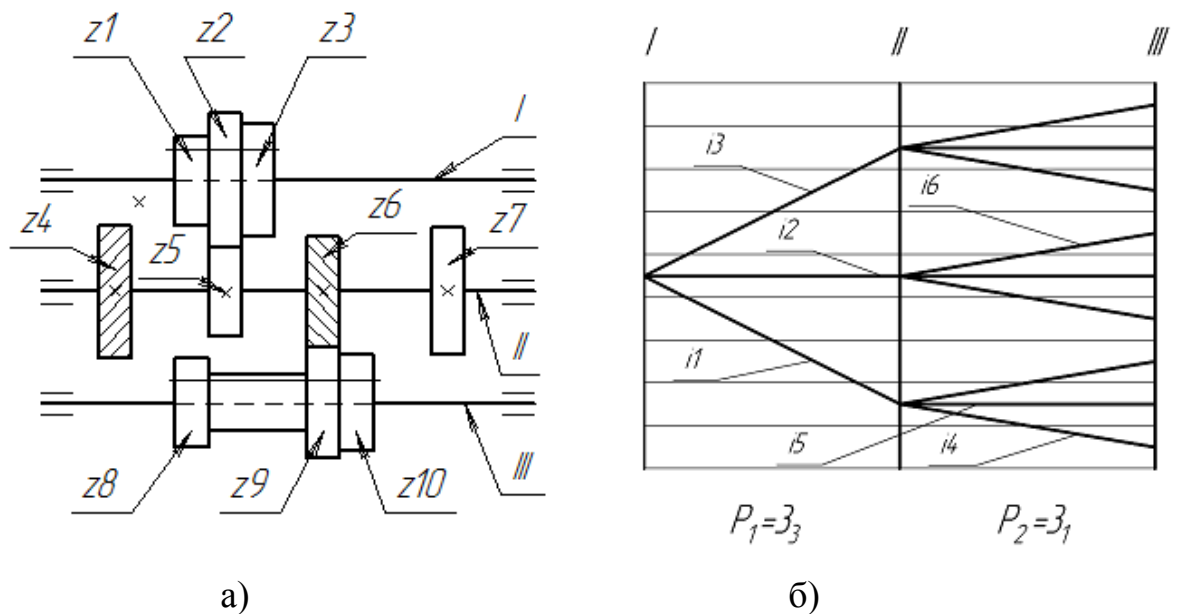 z1
z2
z3
I
z4
z5
z6
z7
II
z8
z9
z10
III
а)
I
II
III
i3
i6
i2
i1
i5
i4
P₁=3₃
P₂=3₁
б)